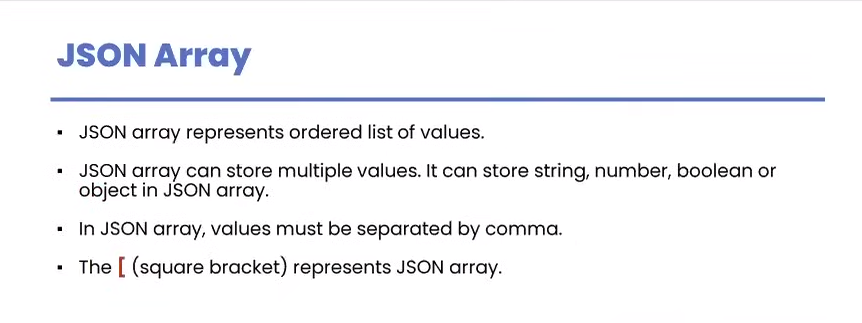 JSON Array
▪ JSON array represents ordered list of values.
▪ JSON array can store multiple values. It can store string, number, boolean or
object in JSON array.
▪ In JSON array, values must be separated by comma.
▪ The [ (square bracket) represents JSON array.